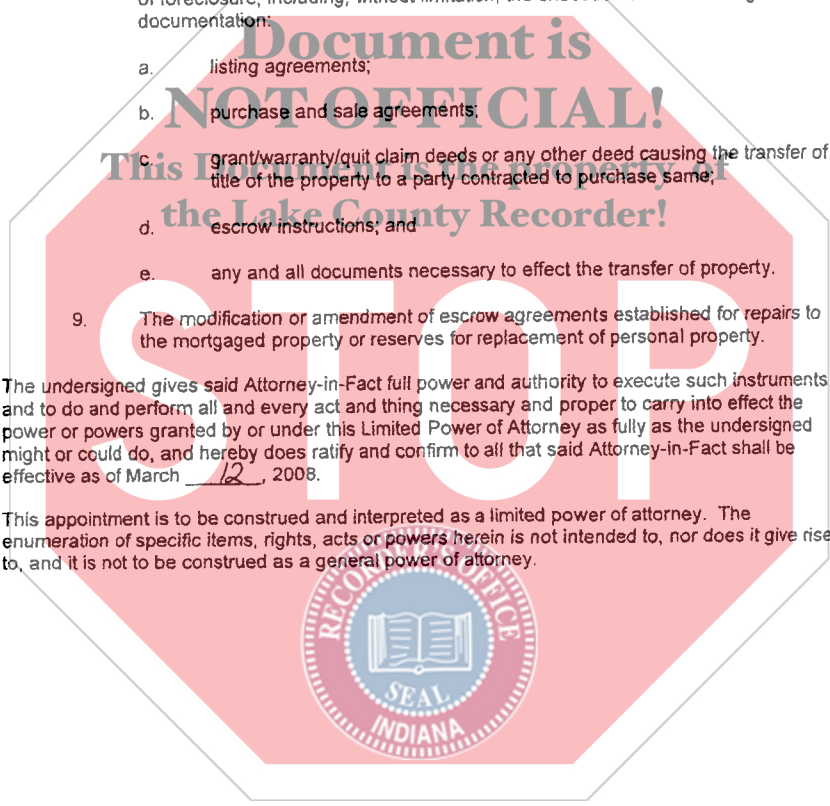 documentation:
Document is
a. listing agreements;
NOT OFFICIAL!
b. purchase and sale agreements;
This Document is the property of
c. grant/warranty/quit claim deeds or any other deed causing the transfer of
title of the property to a party contracted to purchase same;
the Lake County Recorder!
d. escrow instructions; and
e. any and all documents necessary to effect the transfer of property.
STOP
9. The modification or amendment of escrow agreements established for repairs to
the mortgaged property or reserves for replacement of personal property.
The undersigned gives said Attorney-in-Fact full power and authority to execute such instruments
and to do and perform all and every act and thing necessary and proper to carry into effect the
power or powers granted by or under this Limited Power of Attorney as fully as the undersigned
might or could do, and hereby does ratify and confirm to all that said Attorney-in-Fact shall be
effective as of March 12, 2008.
This appointment is to be construed and interpreted as a limited power of attorney. The
enumeration of specific items, rights, acts or powers herein is not intended to, nor does it give rise
to, and it is not to be construed as a general power of attorney.
RECORDER'S OFFICE
SEAL
INDIANA